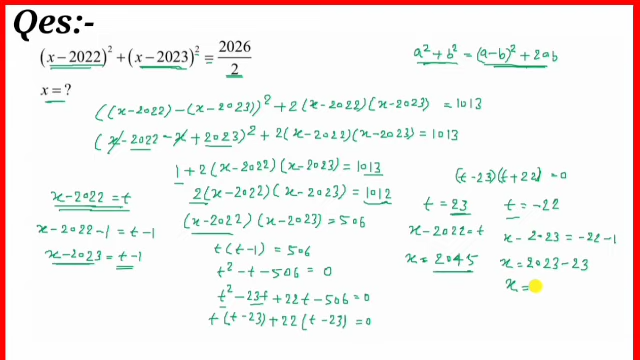 Ques:-
(x−2022)² + (x−2023)² = 2026/2
x = ?
a² + b² = (a−b)² + 2ab
((x−2022) − (x−2023))² + 2(x−2022)(x−2023) = 1013
(x−2022 − x + 2023)² + 2(x−2022)(x−2023) = 1013
1 + 2(x−2022)(x−2023) = 1013
2(x−2022)(x−2023) = 1012
(x−2022)(x−2023) = 506
t(t−1) = 506
t² − t − 506 = 0
t² − 23t + 22t − 506 = 0
t(t−23) + 22(t−23) = 0
x−2022 = t
x−2022−1 = t−1
x−2023 = t−1
(t−23)(t+22) = 0
t = 23
x−2022 = t
x = 2045
t = −22
x − 2023 = −22−1
x = 2023−23
x =